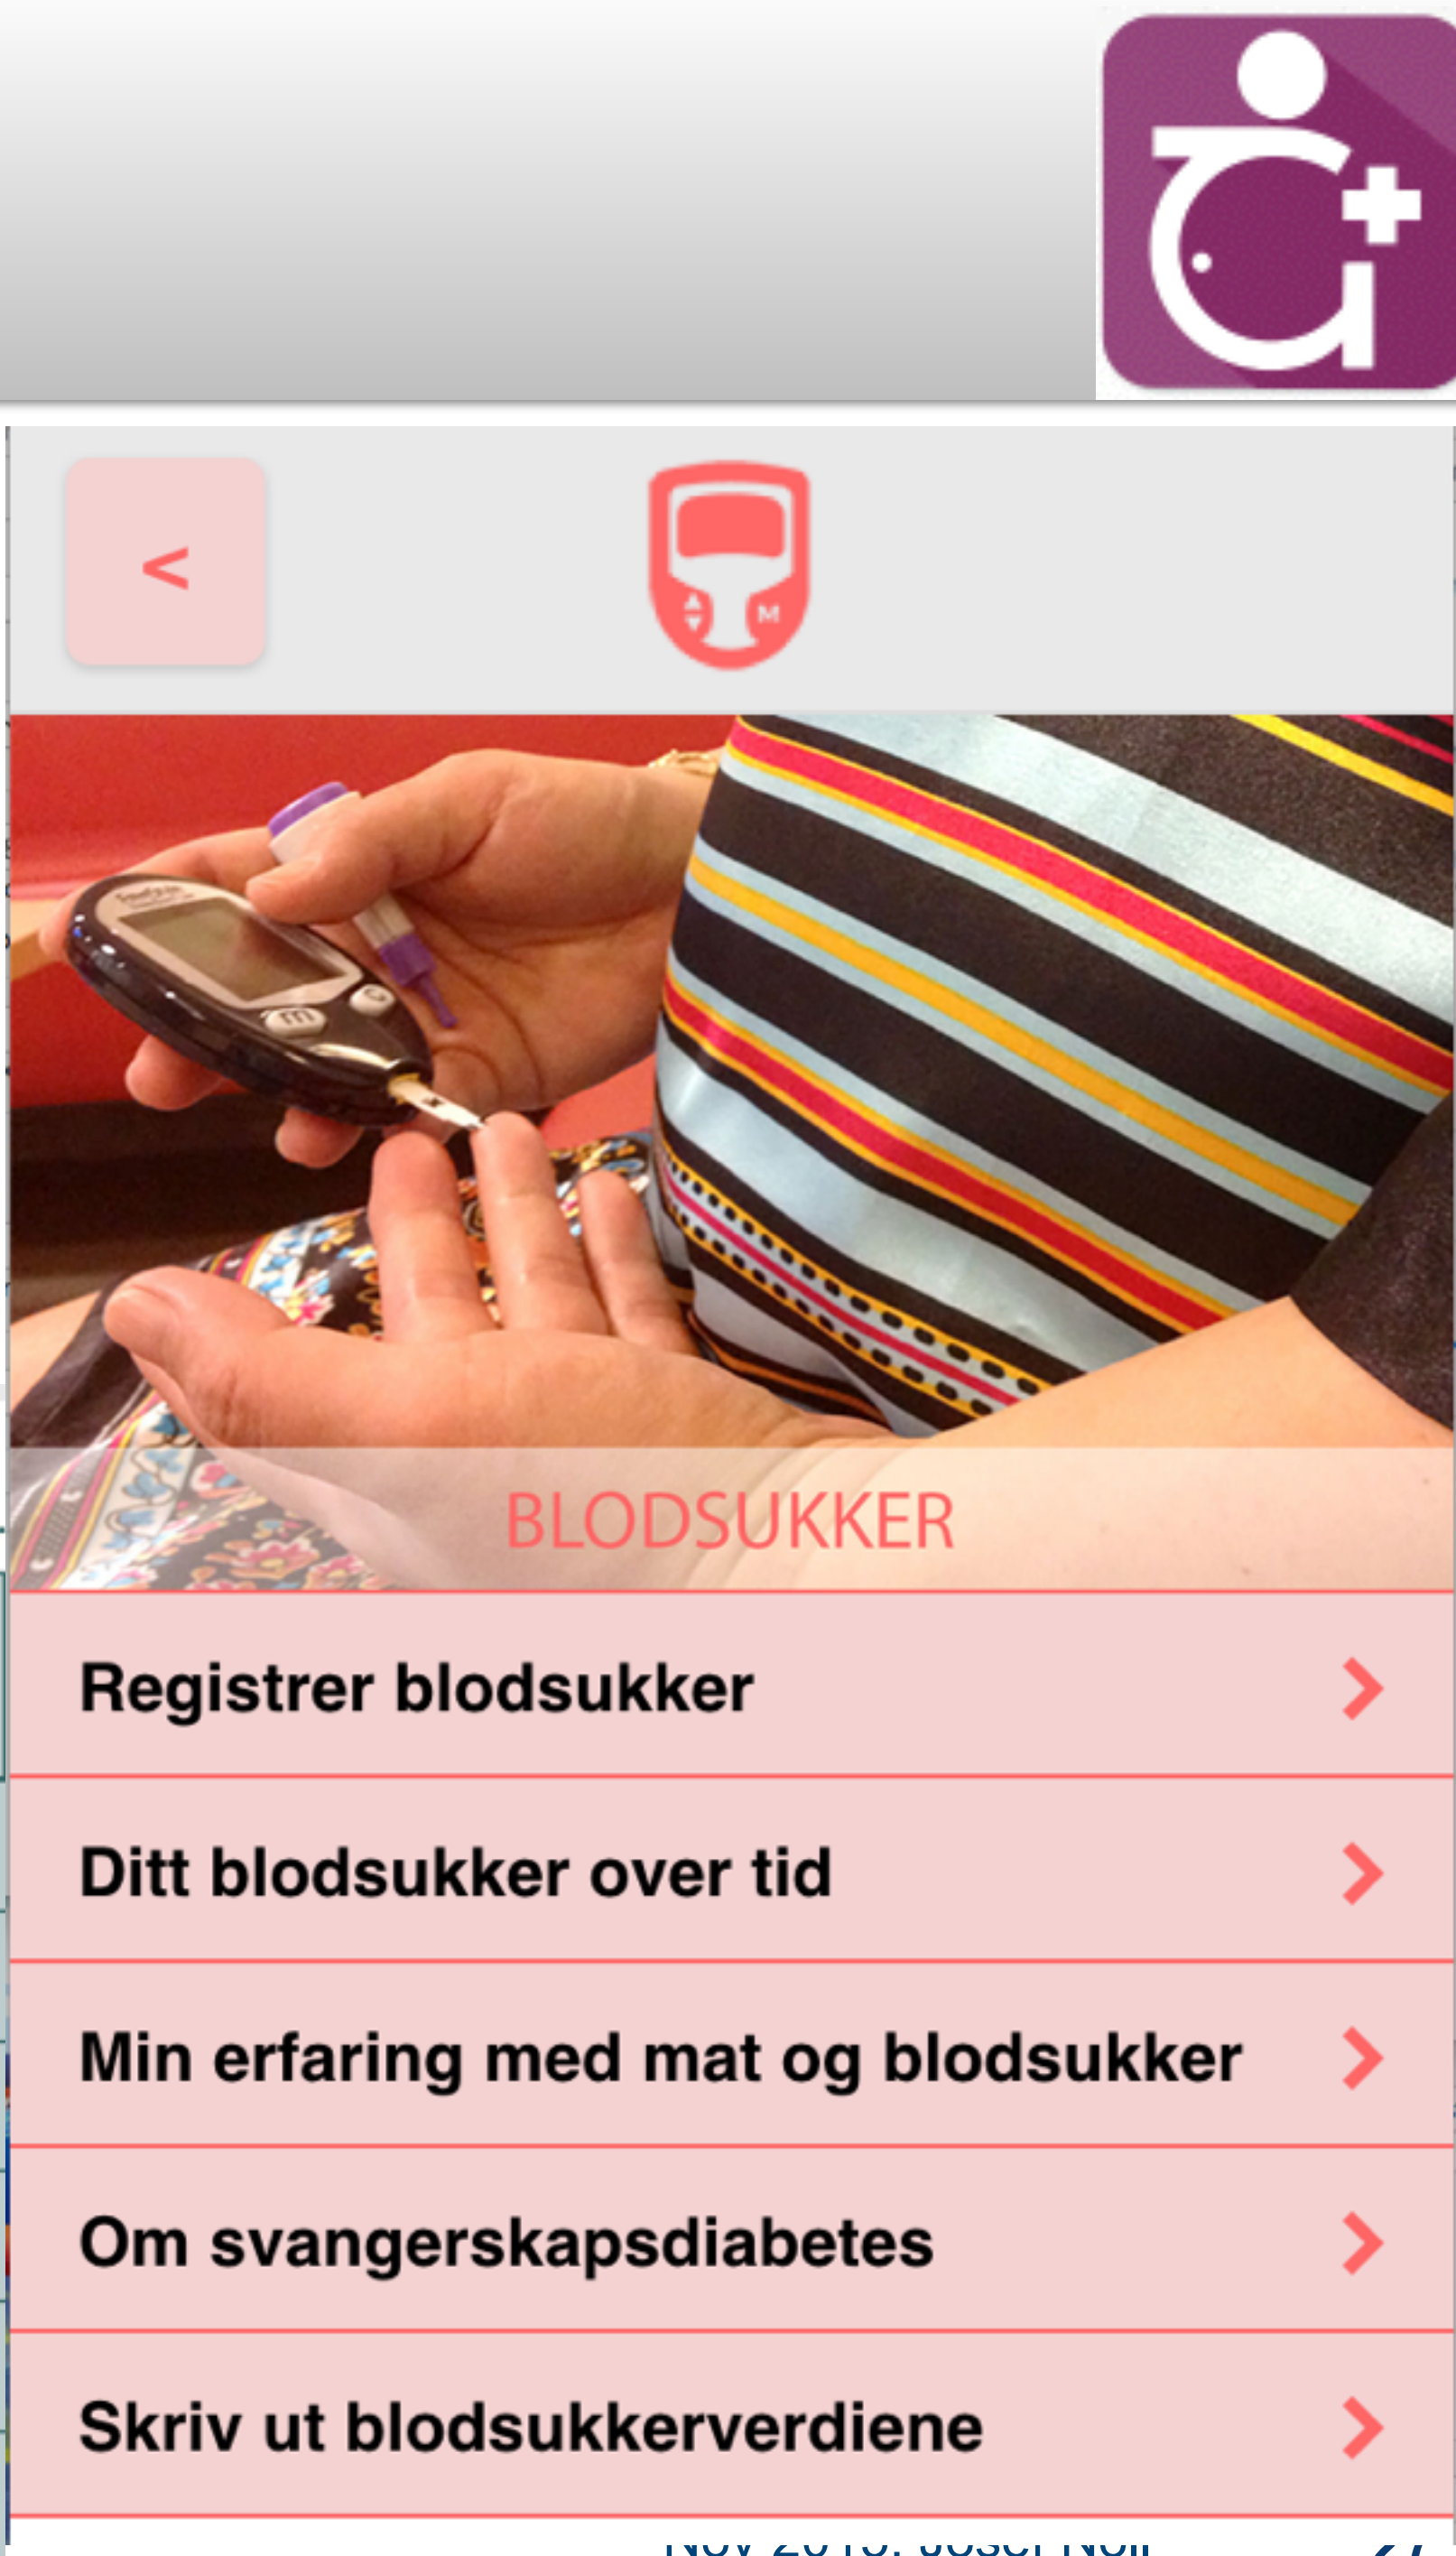 <
M
m
c
BLODSUKKER
Registrer blodsukker
Ditt blodsukker over tid
Min erfaring med mat og blodsukker
Om svangerskapsdiabetes
Skriv ut blodsukkerverdiene